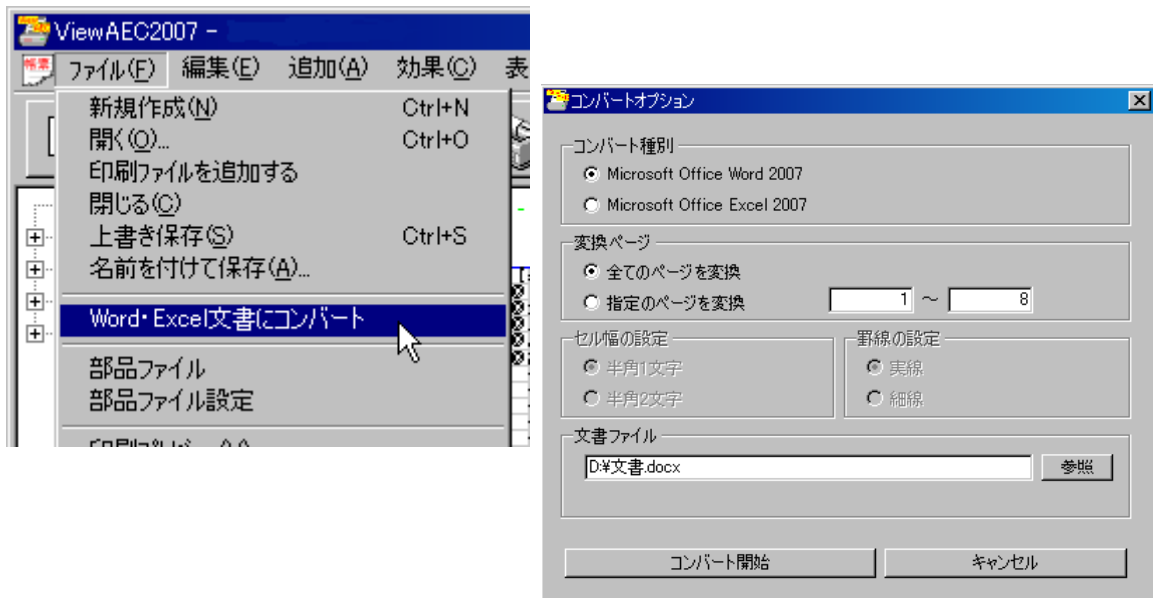 ViewAEC2007 -
ファイル(F) 編集(E) 追加(A) 効果(C) 表
新規作成(N) Ctrl+N
開く(O)... Ctrl+O
印刷ファイルを追加する
閉じる(C)
上書き保存(S) Ctrl+S
名前を付けて保存(A)...
Word・Excel文書にコンバート
部品ファイル
部品ファイル設定
コンバートオプション
コンバート種別
Microsoft Office Word 2007
Microsoft Office Excel 2007
変換ページ
全てのページを変換
指定のページを変換 1 ～ 8
セル幅の設定 罫線の設定
半角1文字 実線
半角2文字 細線
文書ファイル
D:¥文書.docx 参照
コンバート開始 キャンセル